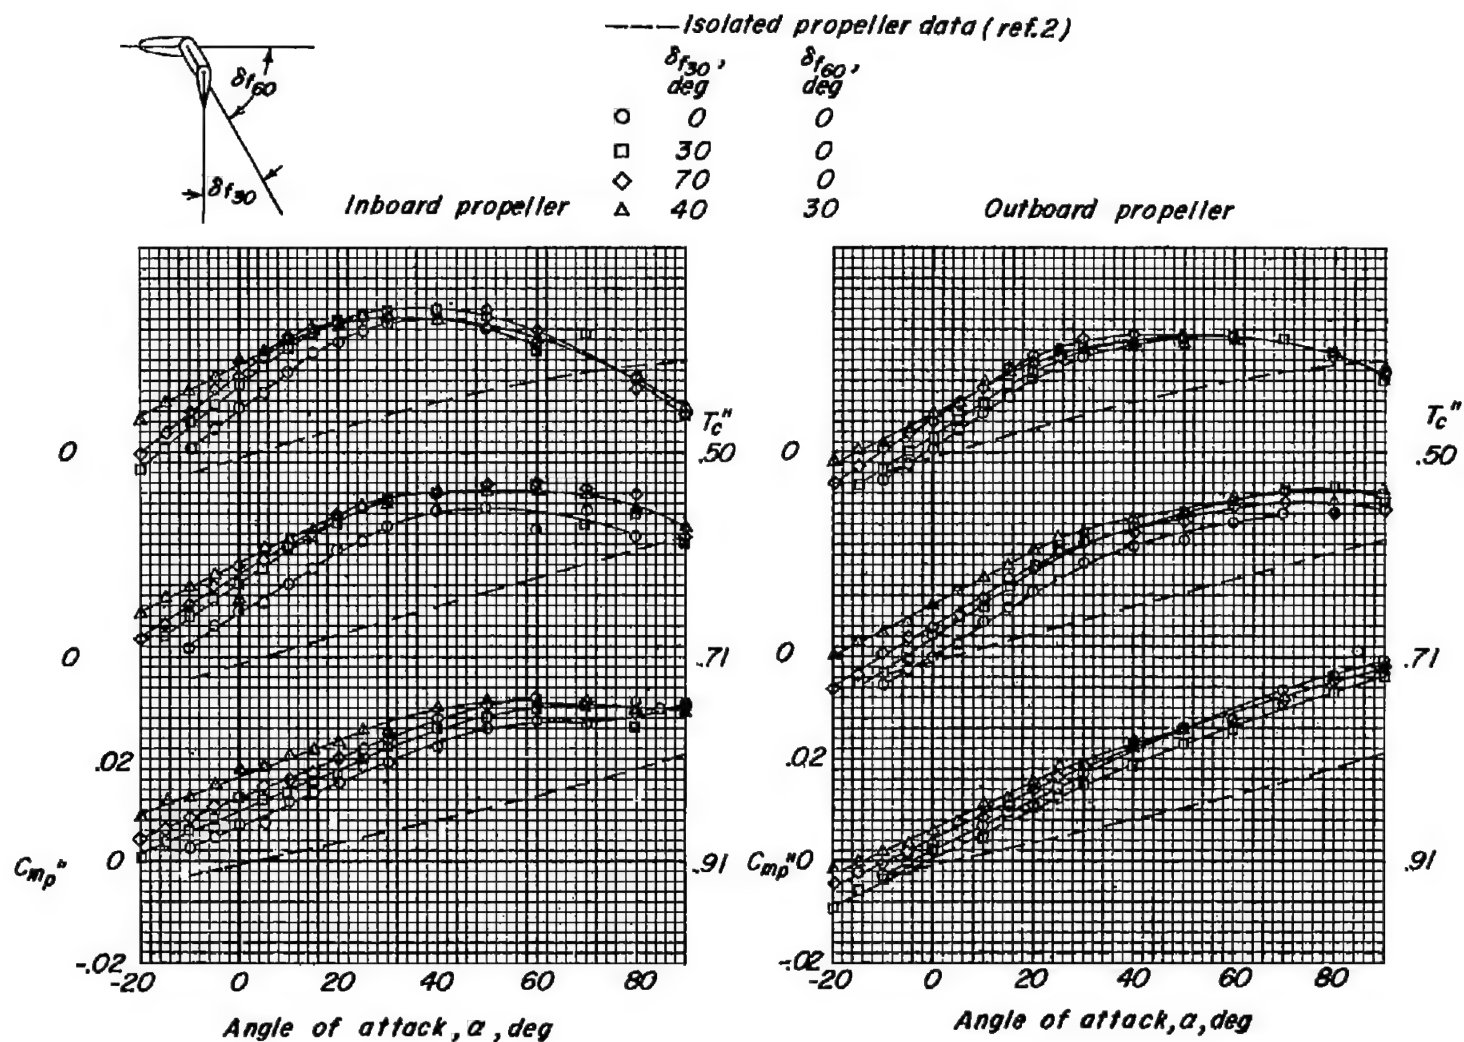 — — — Isolated propeller data (ref.2)
δf30, deg δf60, deg
○ 0 0
□ 30 0
◇ 70 0
△ 40 30
δf60
δf30
Inboard propeller
Outboard propeller
Tc"
0 .50
0 .71
.02
Cmp" 0 .91
-.02
-20 0 20 40 60 80
Angle of attack, α, deg
Tc"
0 .50
0 .71
.02
Cmp" 0 .91
-.02
-20 0 20 40 60 80
Angle of attack, α, deg